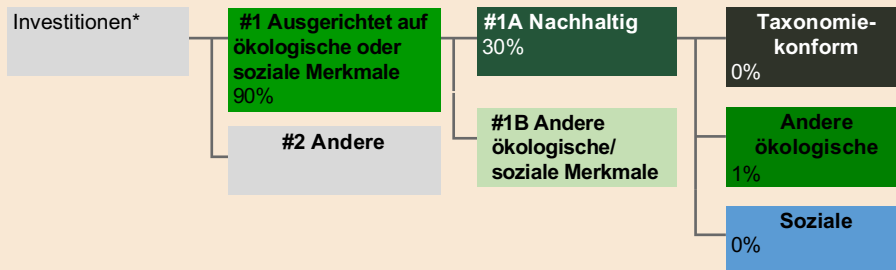 Investitionen*
#1 Ausgerichtet auf
ökologische oder
soziale Merkmale
90%
#2 Andere
#1A Nachhaltig
30%
#1B Andere
ökologische/
soziale Merkmale
Taxonomie-
konform
0%
Andere
ökologische
1%
Soziale
0%